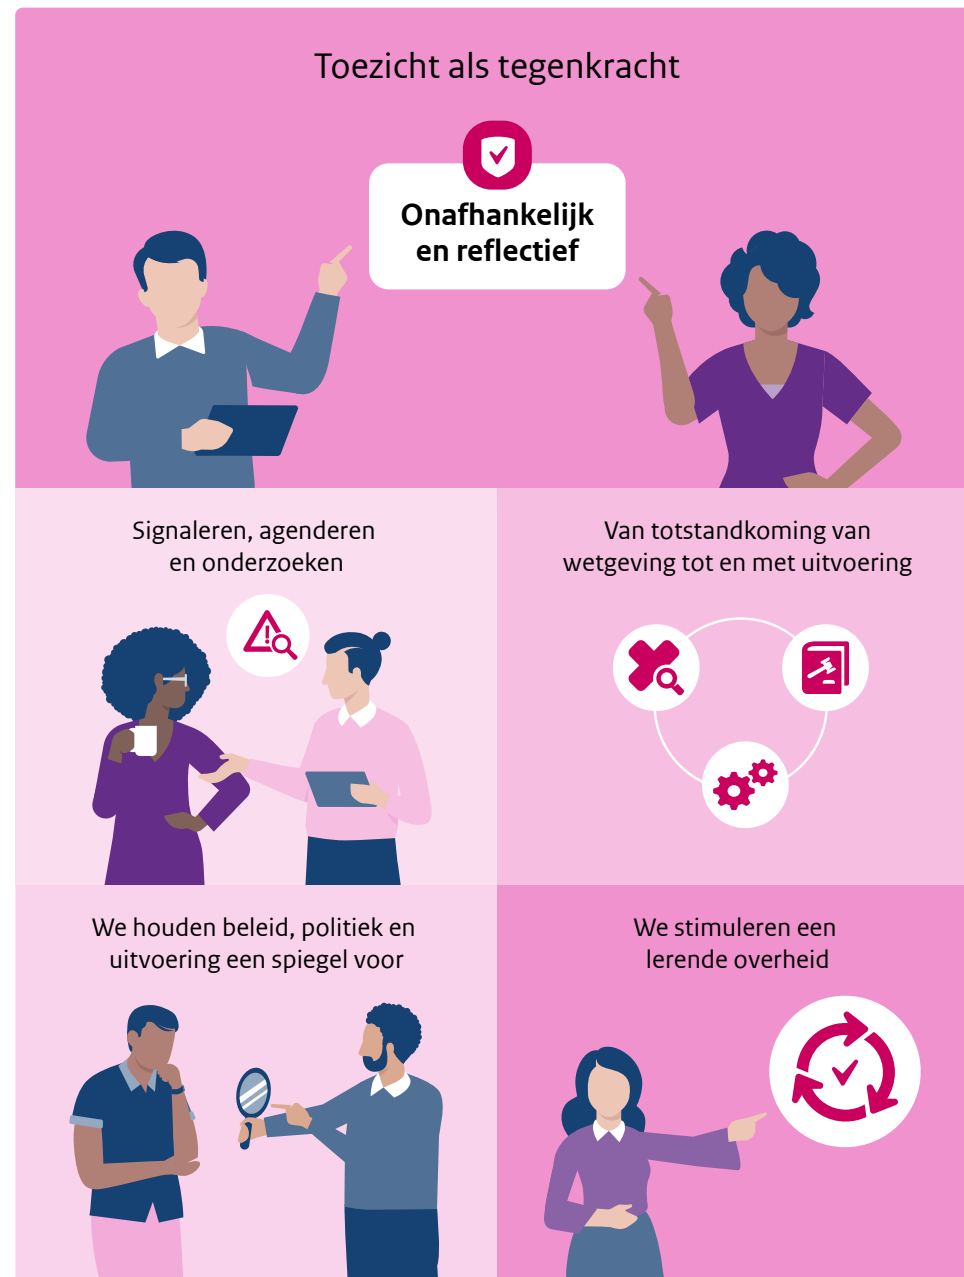 Toezicht als tegenkracht
Onafhankelijk
en reflectief
Signaleren, agenderen
en onderzoeken
Van totstandkoming van
wetgeving tot en met uitvoering
We houden beleid, politiek en
uitvoering een spiegel voor
We stimuleren een
lerende overheid